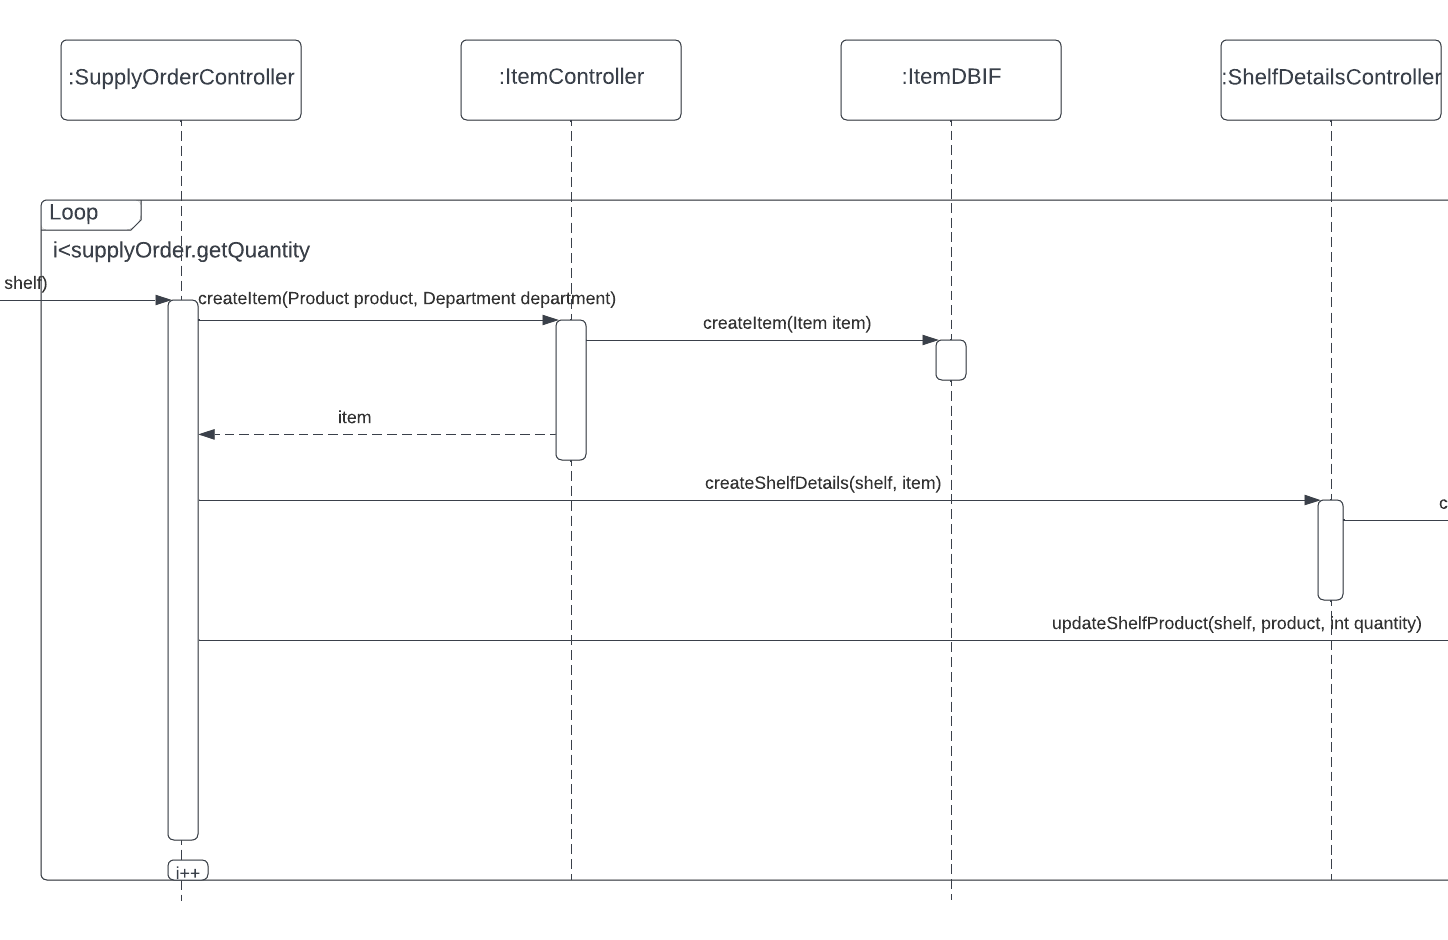 :SupplyOrderController
:ItemController
:ItemDBIF
:ShelfDetailsController
Loop
i<supplyOrder.getQuantity
shelf)
createItem(Product product, Department department)
createItem(Item item)
item
createShelfDetails(shelf, item)
c
updateShelfProduct(shelf, product, int quantity)
i++